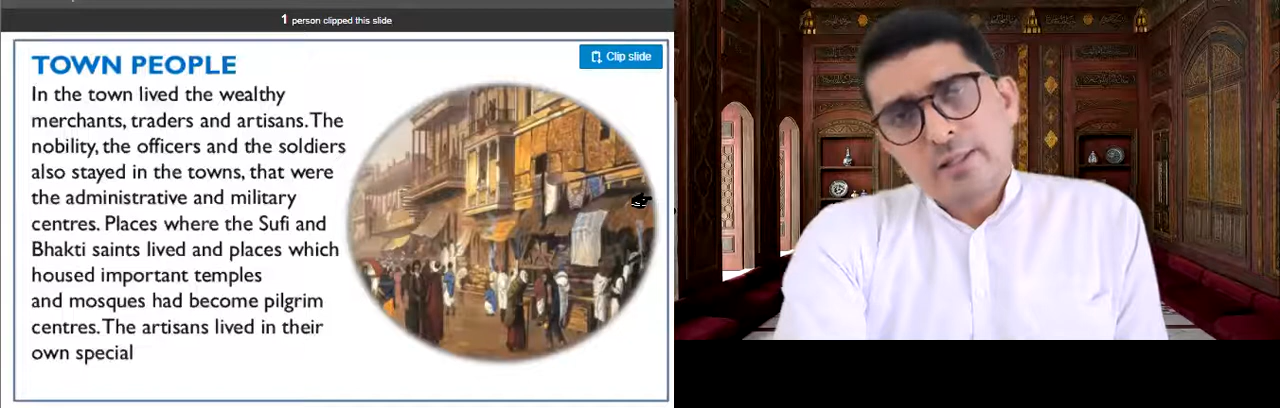 1 person clipped this slide
Clip slide
TOWN PEOPLE
In the town lived the wealthy
merchants, traders and artisans. The
nobility, the officers and the soldiers
also stayed in the towns, that were
the administrative and military
centres. Places where the Sufi and
Bhakti saints lived and places which
housed important temples
and mosques had become pilgrim
centres. The artisans lived in their
own special